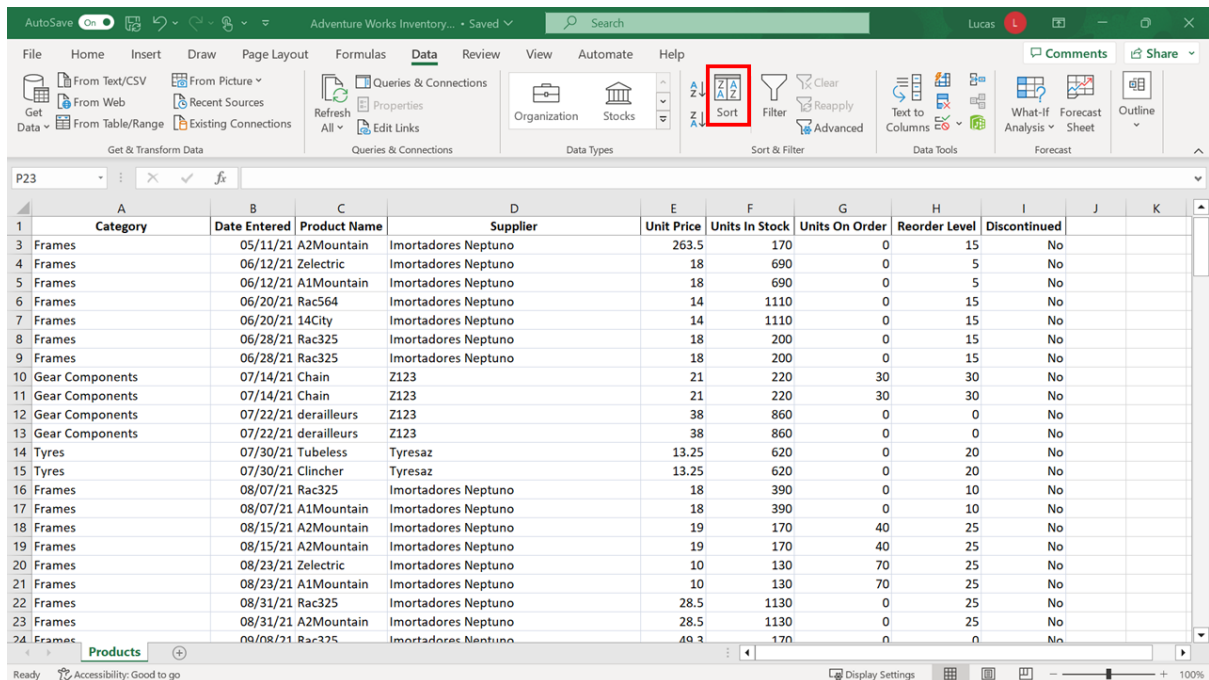 AutoSave On Adventure Works Inventory... • Saved Search Lucas L
File Home Insert Draw Page Layout Formulas Data Review View Automate Help Comments Share
Get Data
From Text/CSV
From Web
From Table/Range
From Picture
Recent Sources
Existing Connections
Get & Transform Data
Refresh All
Queries & Connections
Properties
Edit Links
Queries & Connections
Organization Stocks
Data Types
Sort
Filter
Clear
Reapply
Advanced
Sort & Filter
Text to Columns
Data Tools
What-If Analysis
Forecast Sheet
Forecast
Outline
P23 fx
A B C D E F G H I J K
1 Category Date Entered Product Name Supplier Unit Price Units In Stock Units On Order Reorder Level Discontinued
3 Frames 05/11/21 A2Mountain Imortadores Neptuno 263.5 170 0 15 No
4 Frames 06/12/21 Zelectric Imortadores Neptuno 18 690 0 5 No
5 Frames 06/12/21 A1Mountain Imortadores Neptuno 18 690 0 5 No
6 Frames 06/20/21 Rac564 Imortadores Neptuno 14 1110 0 15 No
7 Frames 06/20/21 14City Imortadores Neptuno 14 1110 0 15 No
8 Frames 06/28/21 Rac325 Imortadores Neptuno 18 200 0 15 No
9 Frames 06/28/21 Rac325 Imortadores Neptuno 18 200 0 15 No
10 Gear Components 07/14/21 Chain Z123 21 220 30 30 No
11 Gear Components 07/14/21 Chain Z123 21 220 30 30 No
12 Gear Components 07/22/21 derailleurs Z123 38 860 0 0 No
13 Gear Components 07/22/21 derailleurs Z123 38 860 0 0 No
14 Tyres 07/30/21 Tubeless Tyresaz 13.25 620 0 20 No
15 Tyres 07/30/21 Clincher Tyresaz 13.25 620 0 20 No
16 Frames 08/07/21 Rac325 Imortadores Neptuno 18 390 0 10 No
17 Frames 08/07/21 A1Mountain Imortadores Neptuno 18 390 0 10 No
18 Frames 08/15/21 A2Mountain Imortadores Neptuno 19 170 40 25 No
19 Frames 08/15/21 A2Mountain Imortadores Neptuno 19 170 40 25 No
20 Frames 08/23/21 Zelectric Imortadores Neptuno 10 130 70 25 No
21 Frames 08/23/21 A1Mountain Imortadores Neptuno 10 130 70 25 No
22 Frames 08/31/21 Rac325 Imortadores Neptuno 28.5 1130 0 25 No
23 Frames 08/31/21 A2Mountain Imortadores Neptuno 28.5 1130 0 25 No
24 Frames 09/08/21 Rac325 Imortadores Neptuno 49.3 170 0 0 No
Products
Ready Accessibility: Good to go Display Settings 100%